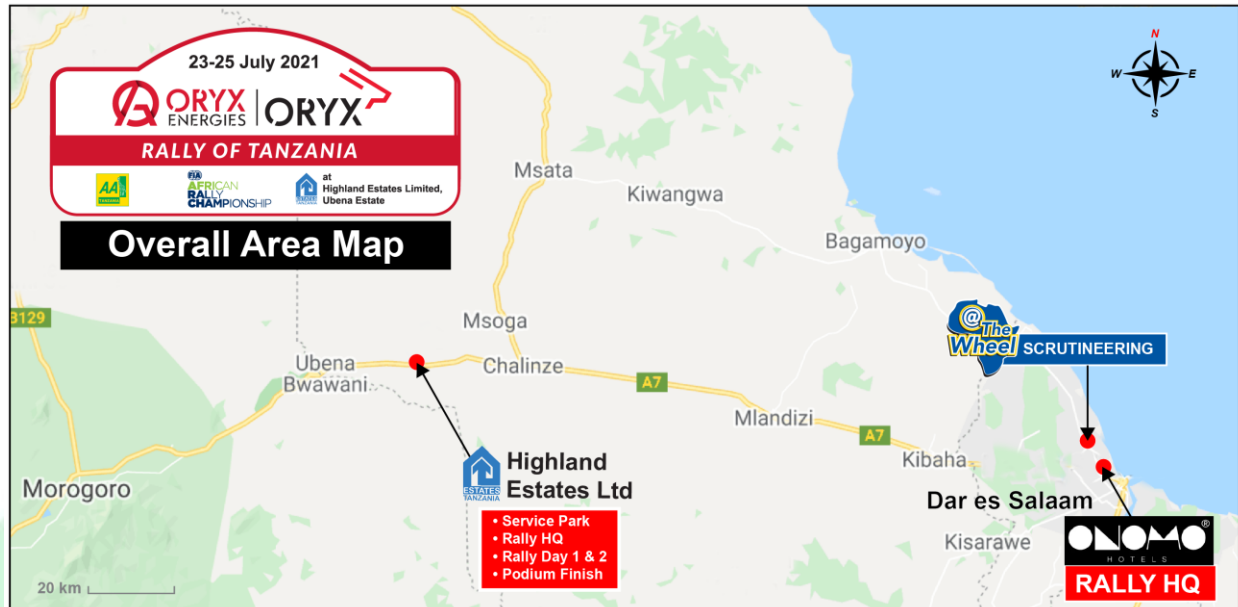 23-25 July 2021
ORYX
ENERGIES
ORYX
RALLY OF TANZANIA
AA
TANZANIA
FIA
AFRICAN
RALLY
CHAMPIONSHIP
ESTATES
TANZANIA
at
Highland Estates Limited,
Ubena Estate
Overall Area Map
N
W
E
S
Msata
Kiwangwa
Bagamoyo
B129
Msoga
Ubena
Bwawani
Chalinze
A7
Mlandizi
A7
Kibaha
@
The
Wheel
SCRUTINEERING
Morogoro
ESTATES
TANZANIA
Highland
Estates Ltd
• Service Park
• Rally HQ
• Rally Day 1 & 2
• Podium Finish
Dar es Salaam
Kisarawe
ONOMO®
HOTELS
RALLY HQ
20 km